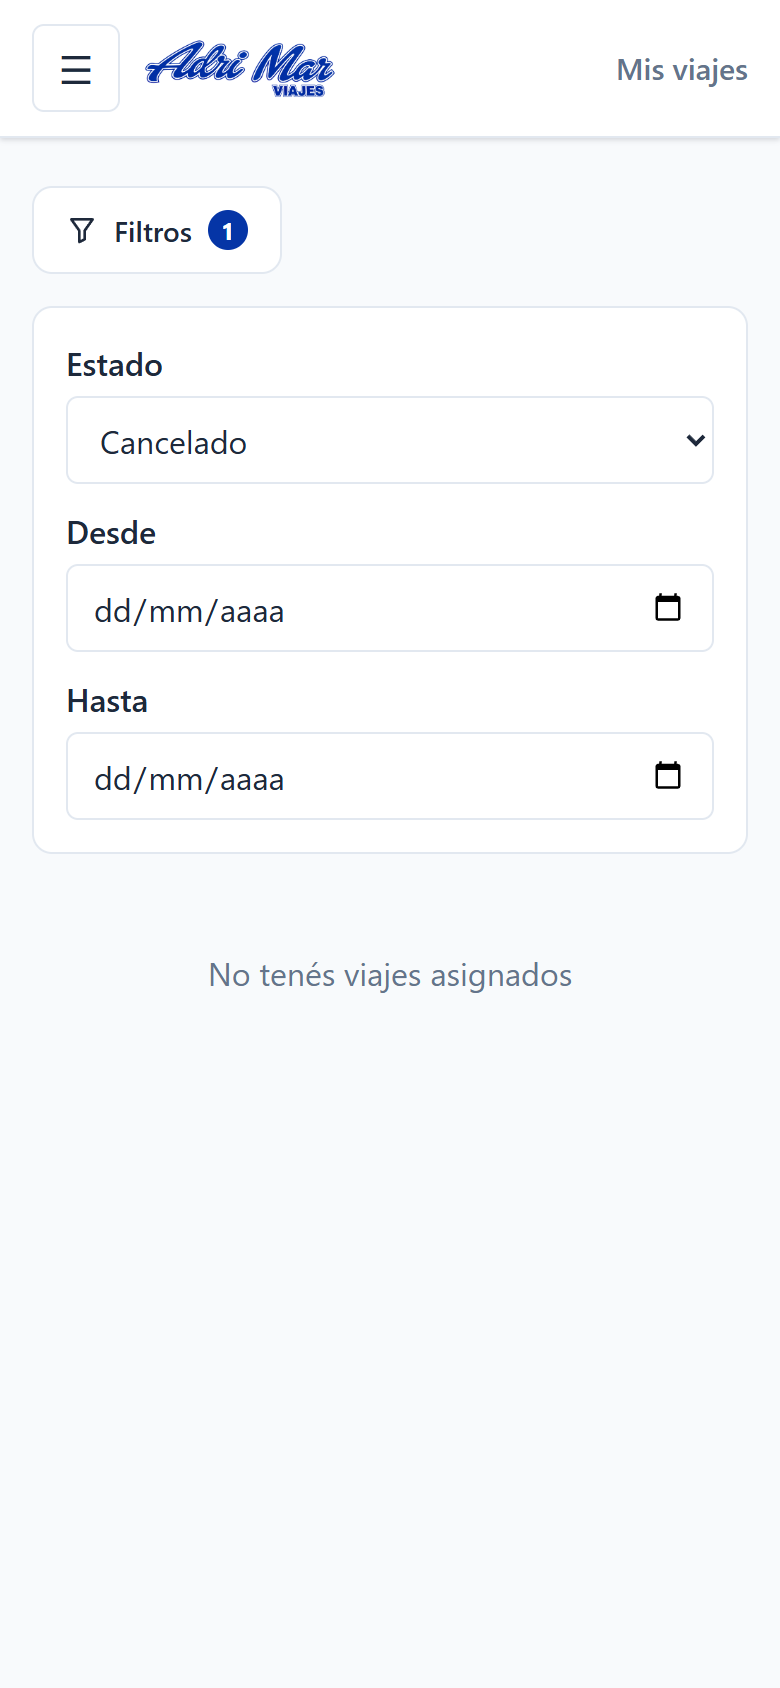 Adri Mar
VIAJES
Mis viajes
Filtros 1
Estado
Cancelado
Desde
dd/mm/aaaa
Hasta
dd/mm/aaaa
No tenés viajes asignados